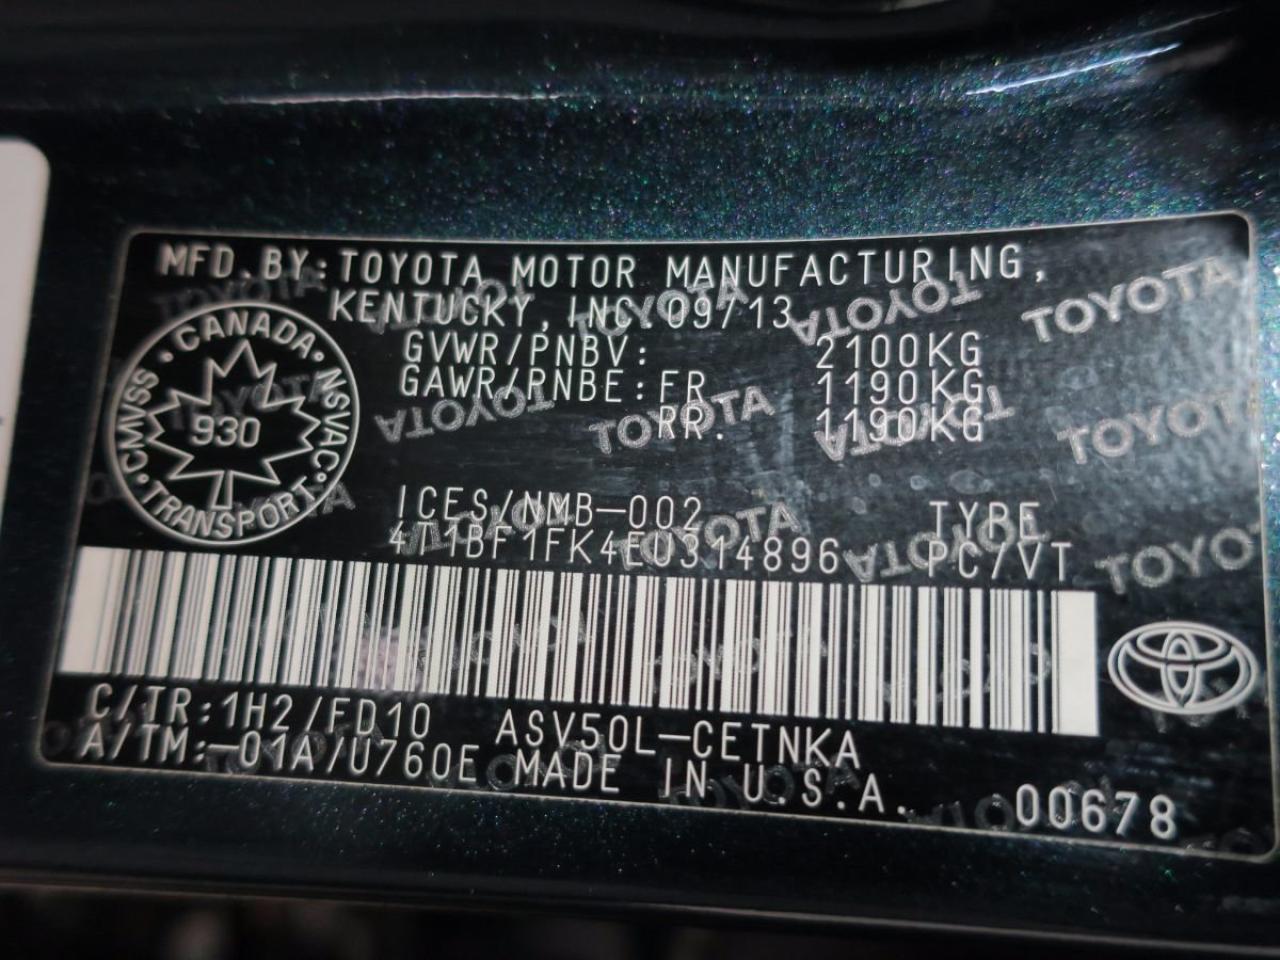 MFD. BY: TOYOTA MOTOR MANUFACTURING,
KENTUCKY, INC. 09/13
GVWR/PNBV: 2100KG
GAWR/PNBE: FR 1190KG
RR. 1190KG
CANADA
CMVSS
NSVAC
930
TRANSPORT
ICES/NMB-002 TYPE
4T1BF1FK4EU314896 PC/VT
C/TR: 1H2/FD10 ASV50L-CETNKA
A/TM:-01A/U760E MADE IN U.S.A.
00678
TOYOTA